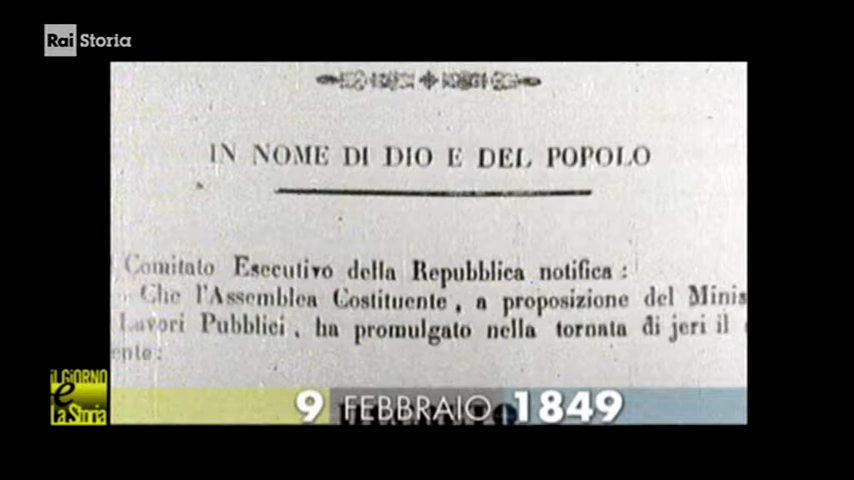 Rai Storia
IN NOME DI DIO E DEL POPOLO
Comitato Esecutivo della Repubblica notifica :
Che l'Assemblea Costituente , a proposizione del Minis
Lavori Pubblici , ha promulgato nella tornata di jeri il
ente:
iL GiORNO
e
La Storia
9 FEBBRAIO 1849